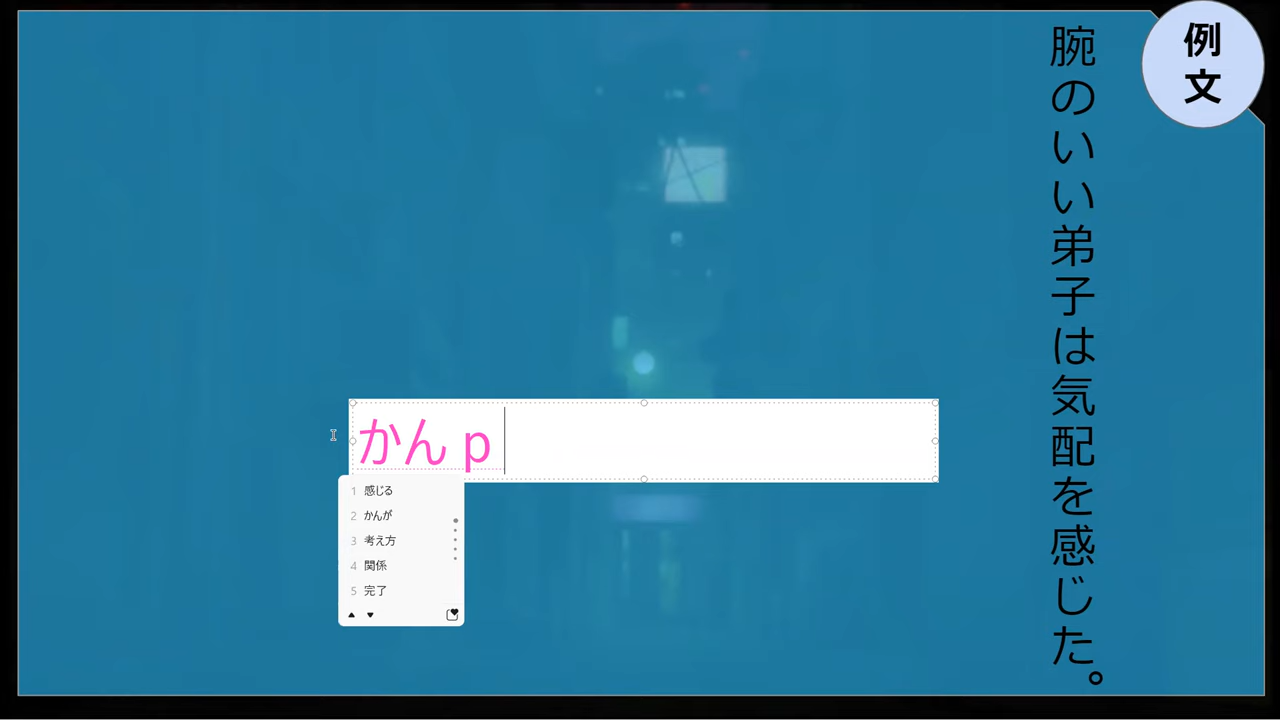 例文
腕のいい弟子は気配を感じた。
かんｐ
1 感じる
2 かんが
3 考え方
4 関係
5 完了